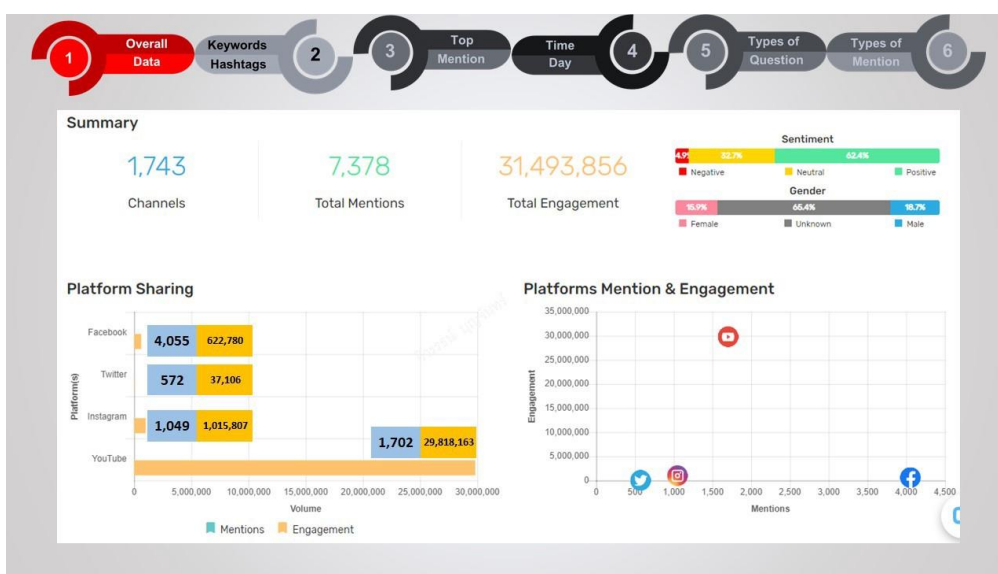 1
Overall
Data
Keywords
Hashtags
2
3
Top
Mention
Time
Day
4
5
Types of
Question
Types of
Mention
6
Summary
1,743
Channels
7,378
Total Mentions
31,493,856
Total Engagement
Sentiment
4.9%
32.7%
62.4%
Negative
Neutral
Positive
Gender
15.9%
65.4%
18.7%
Female
Unknown
Male
Platform Sharing
Platform(s)
Facebook
4,055
622,780
Twitter
572
37,106
Instagram
1,049
1,015,807
YouTube
1,702
29,818,163
0
5,000,000
10,000,000
15,000,000
20,000,000
25,000,000
30,000,000
Volume
Mentions
Engagement
Platforms Mention & Engagement
Engagement
35,000,000
30,000,000
25,000,000
20,000,000
15,000,000
10,000,000
5,000,000
0
0
500
1,000
1,500
2,000
2,500
3,000
3,500
4,000
4,500
Mentions